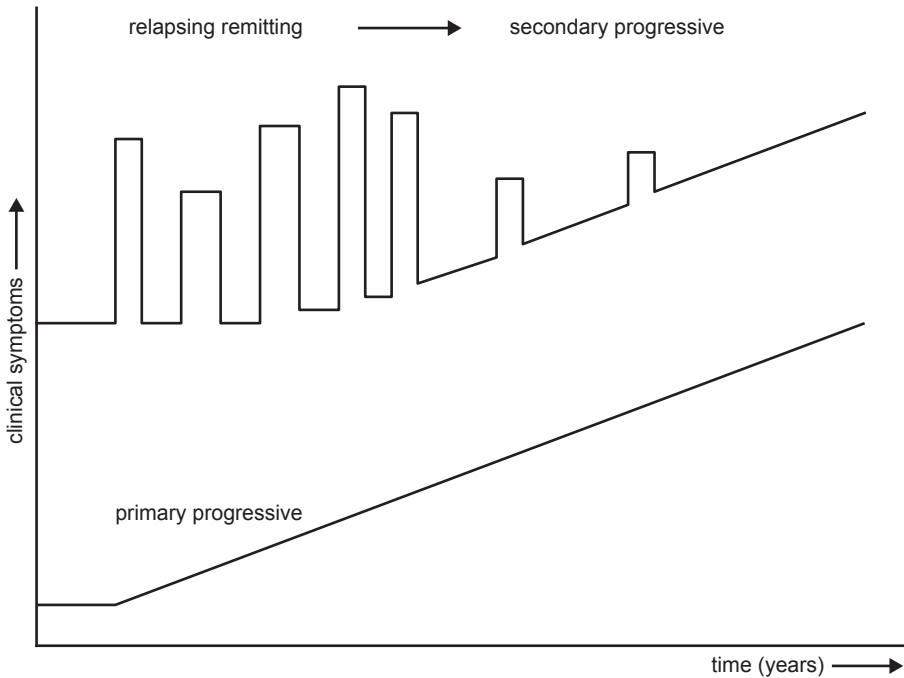 relapsing remitting
secondary progressive
clinical symptoms
primary progressive
time (years)